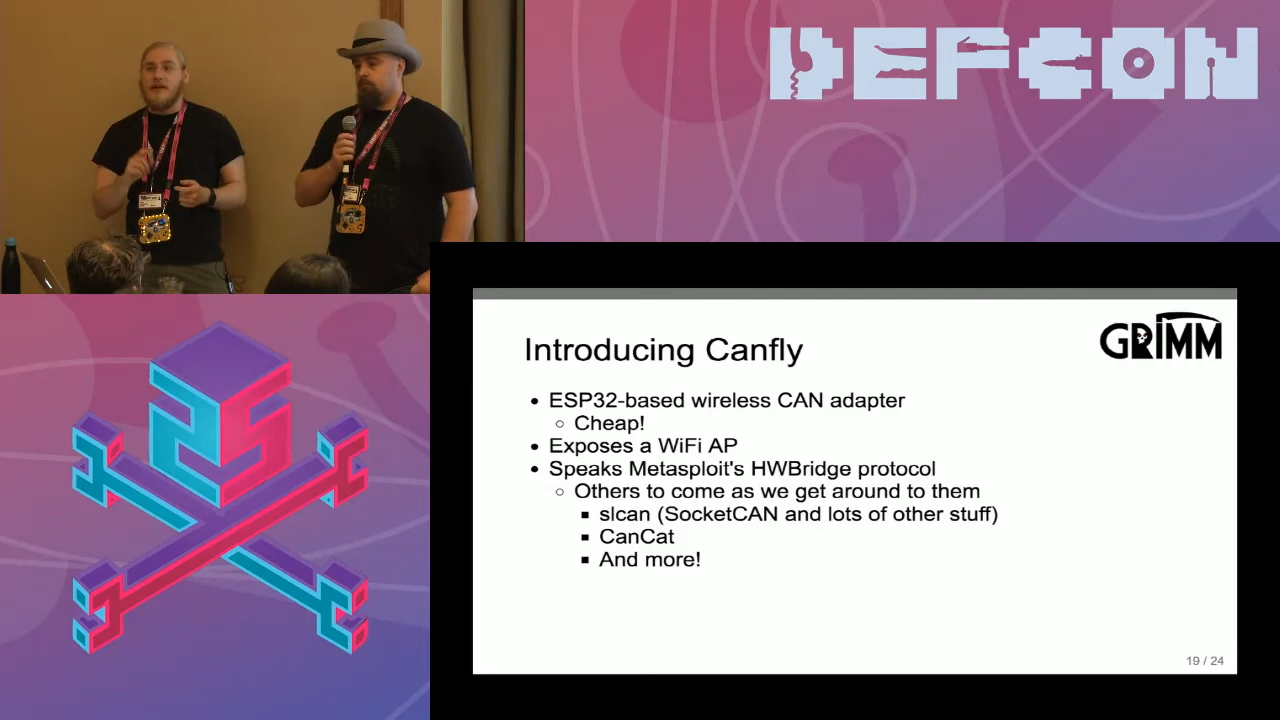 DEFCON
GRIMM
Introducing Canfly
• ESP32-based wireless CAN adapter
○ Cheap!
• Exposes a WiFi AP
• Speaks Metasploit's HWBridge protocol
○ Others to come as we get around to them
▪ slcan (SocketCAN and lots of other stuff)
▪ CanCat
▪ And more!
19 / 24